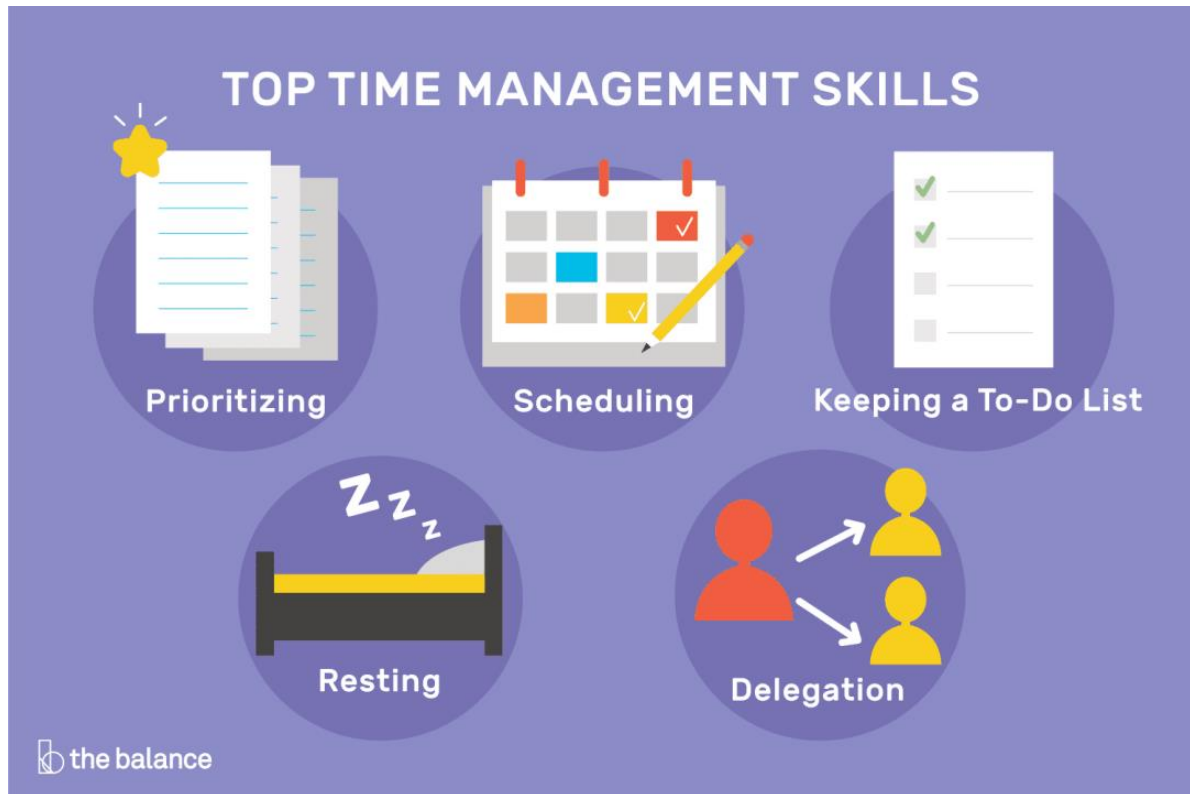 TOP TIME MANAGEMENT SKILLS
Prioritizing
Scheduling
Keeping a To-Do List
z z z
Resting
Delegation
the balance